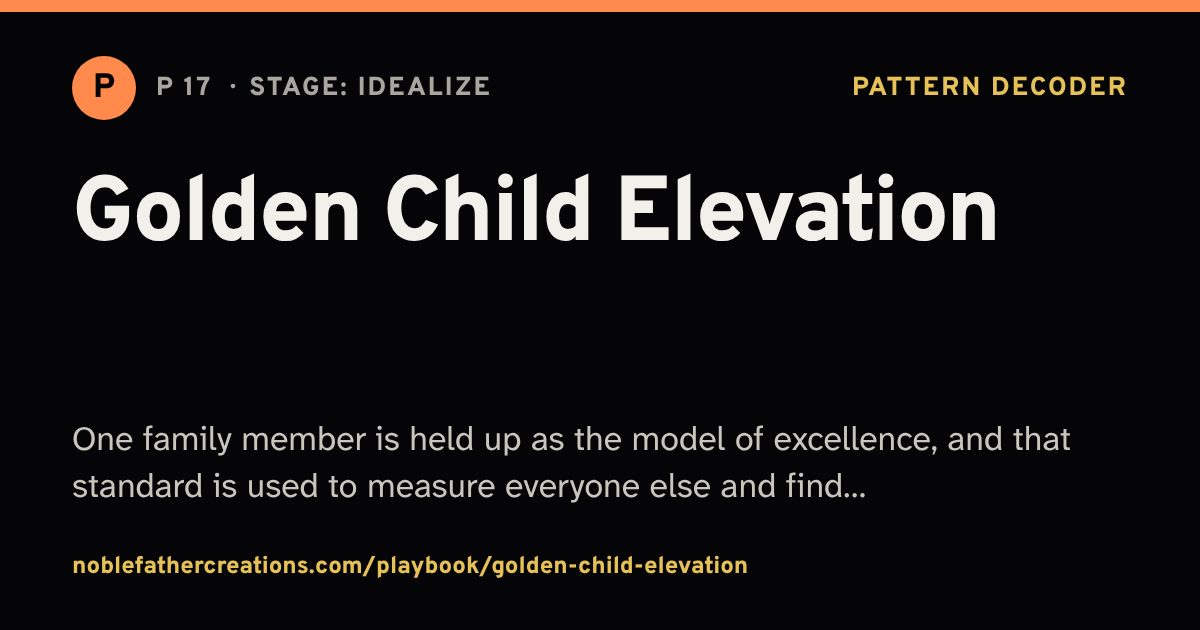 P
P 17 · STAGE: IDEALIZE
PATTERN DECODER
Golden Child Elevation
One family member is held up as the model of excellence, and that
standard is used to measure everyone else and find...
noblefathercreations.com/playbook/golden-child-elevation